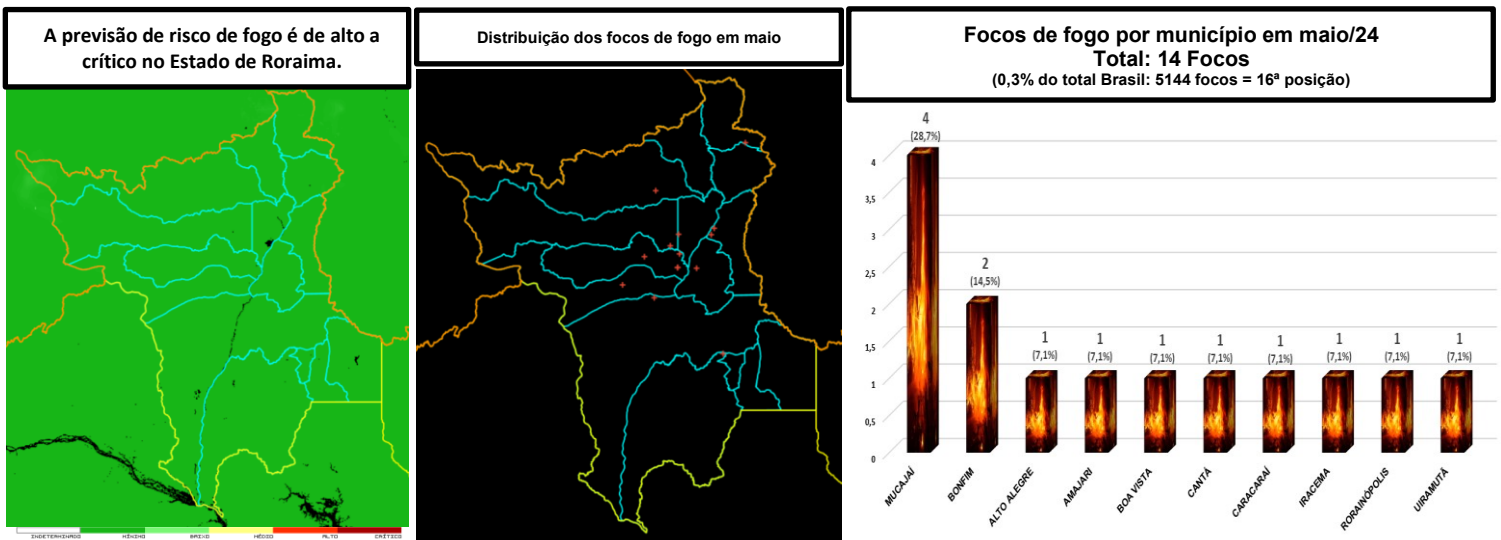 A previsão de risco de fogo é de alto a
crítico no Estado de Roraima.
INDETERMINADO MÍNIMO BAIXO MÉDIO ALTO CRÍTICO
Distribuição dos focos de fogo em maio
Focos de fogo por município em maio/24
Total: 14 Focos
(0,3% do total Brasil: 5144 focos = 16ª posição)
4
(28,7%)
2
(14,5%)
1
(7,1%)
1
(7,1%)
1
(7,1%)
1
(7,1%)
1
(7,1%)
1
(7,1%)
1
(7,1%)
1
(7,1%)
4
3,5
3
2,5
2
1,5
1
0,5
0
MUCAJAÍ
BONFIM
ALTO ALEGRE
AMAJARI
BOA VISTA
CANTÁ
CARACARAÍ
IRACEMA
RORAINÓPOLIS
UIRAMUTÃ